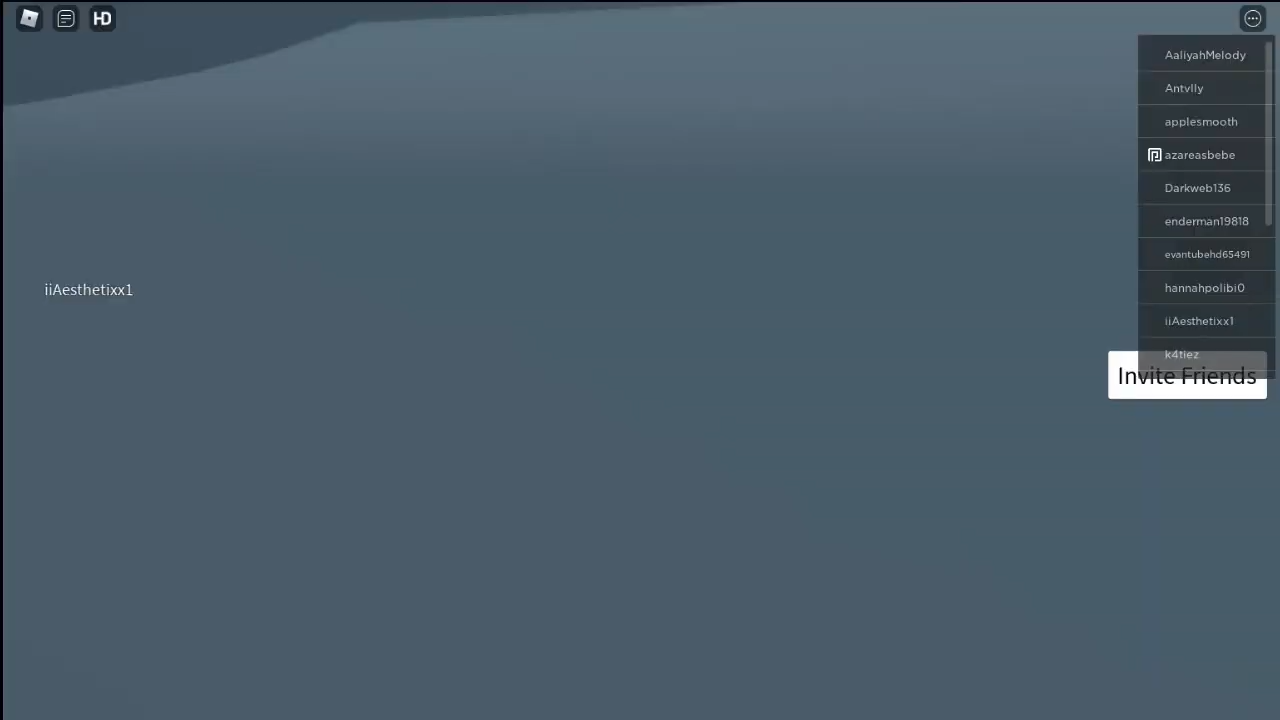 HD
AaliyahMelody
Antvlly
applesmooth
azareasbebe
Darkweb136
enderman19818
evantubehd65491
hannahpolibi0
iiAesthetixx1
iiAesthetixx1
k4tiez
Invite Friends